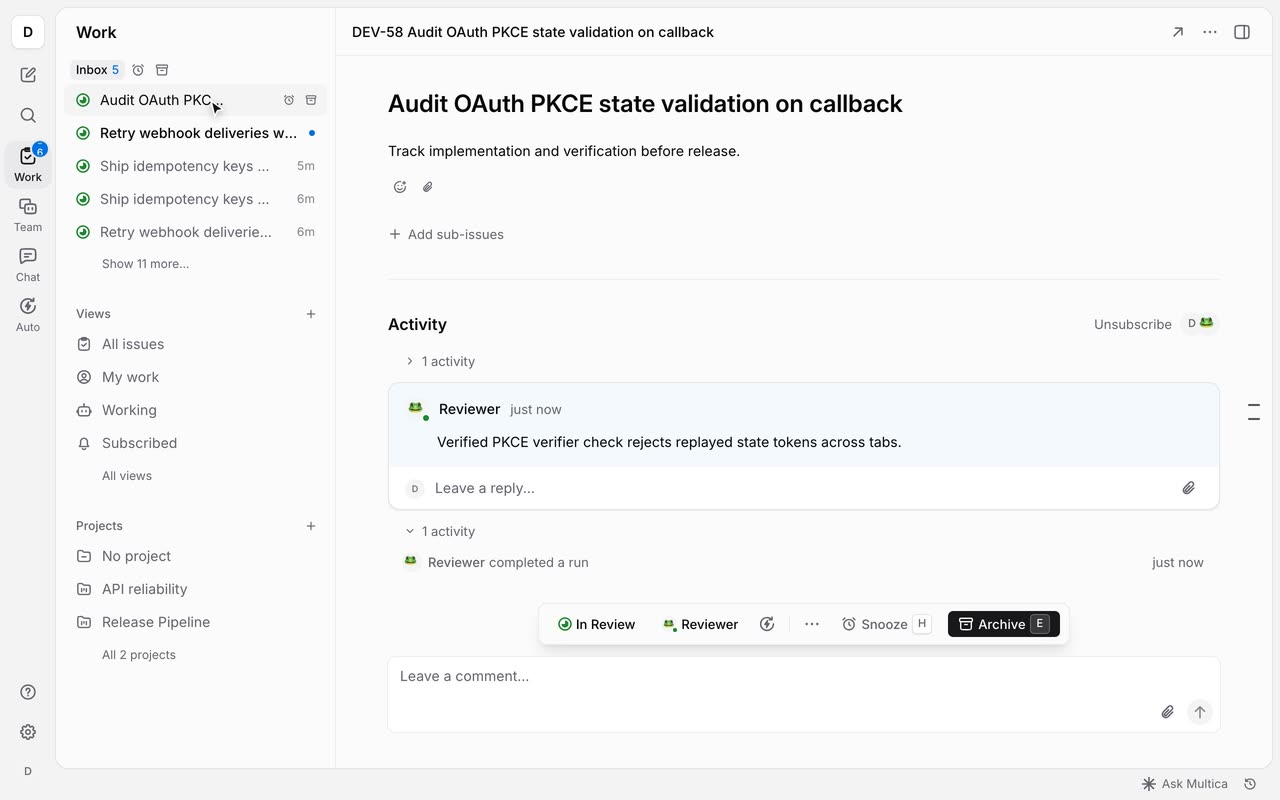 D
Work
DEV-58 Audit OAuth PKCE state validation on callback
Inbox 5
Audit OAuth PKC...
Retry webhook deliveries w...
Ship idempotency keys ... 5m
Ship idempotency keys ... 6m
Retry webhook deliverie... 6m
Show 11 more...
6
Work
Team
Chat
Auto
Views
All issues
My work
Working
Subscribed
All views
Projects
No project
API reliability
Release Pipeline
All 2 projects
D
Audit OAuth PKCE state validation on callback
Track implementation and verification before release.
Add sub-issues
Activity
Unsubscribe D
1 activity
Reviewer just now
Verified PKCE verifier check rejects replayed state tokens across tabs.
D Leave a reply...
1 activity
Reviewer completed a run just now
In Review Reviewer Snooze H Archive E
Leave a comment...
Ask Multica